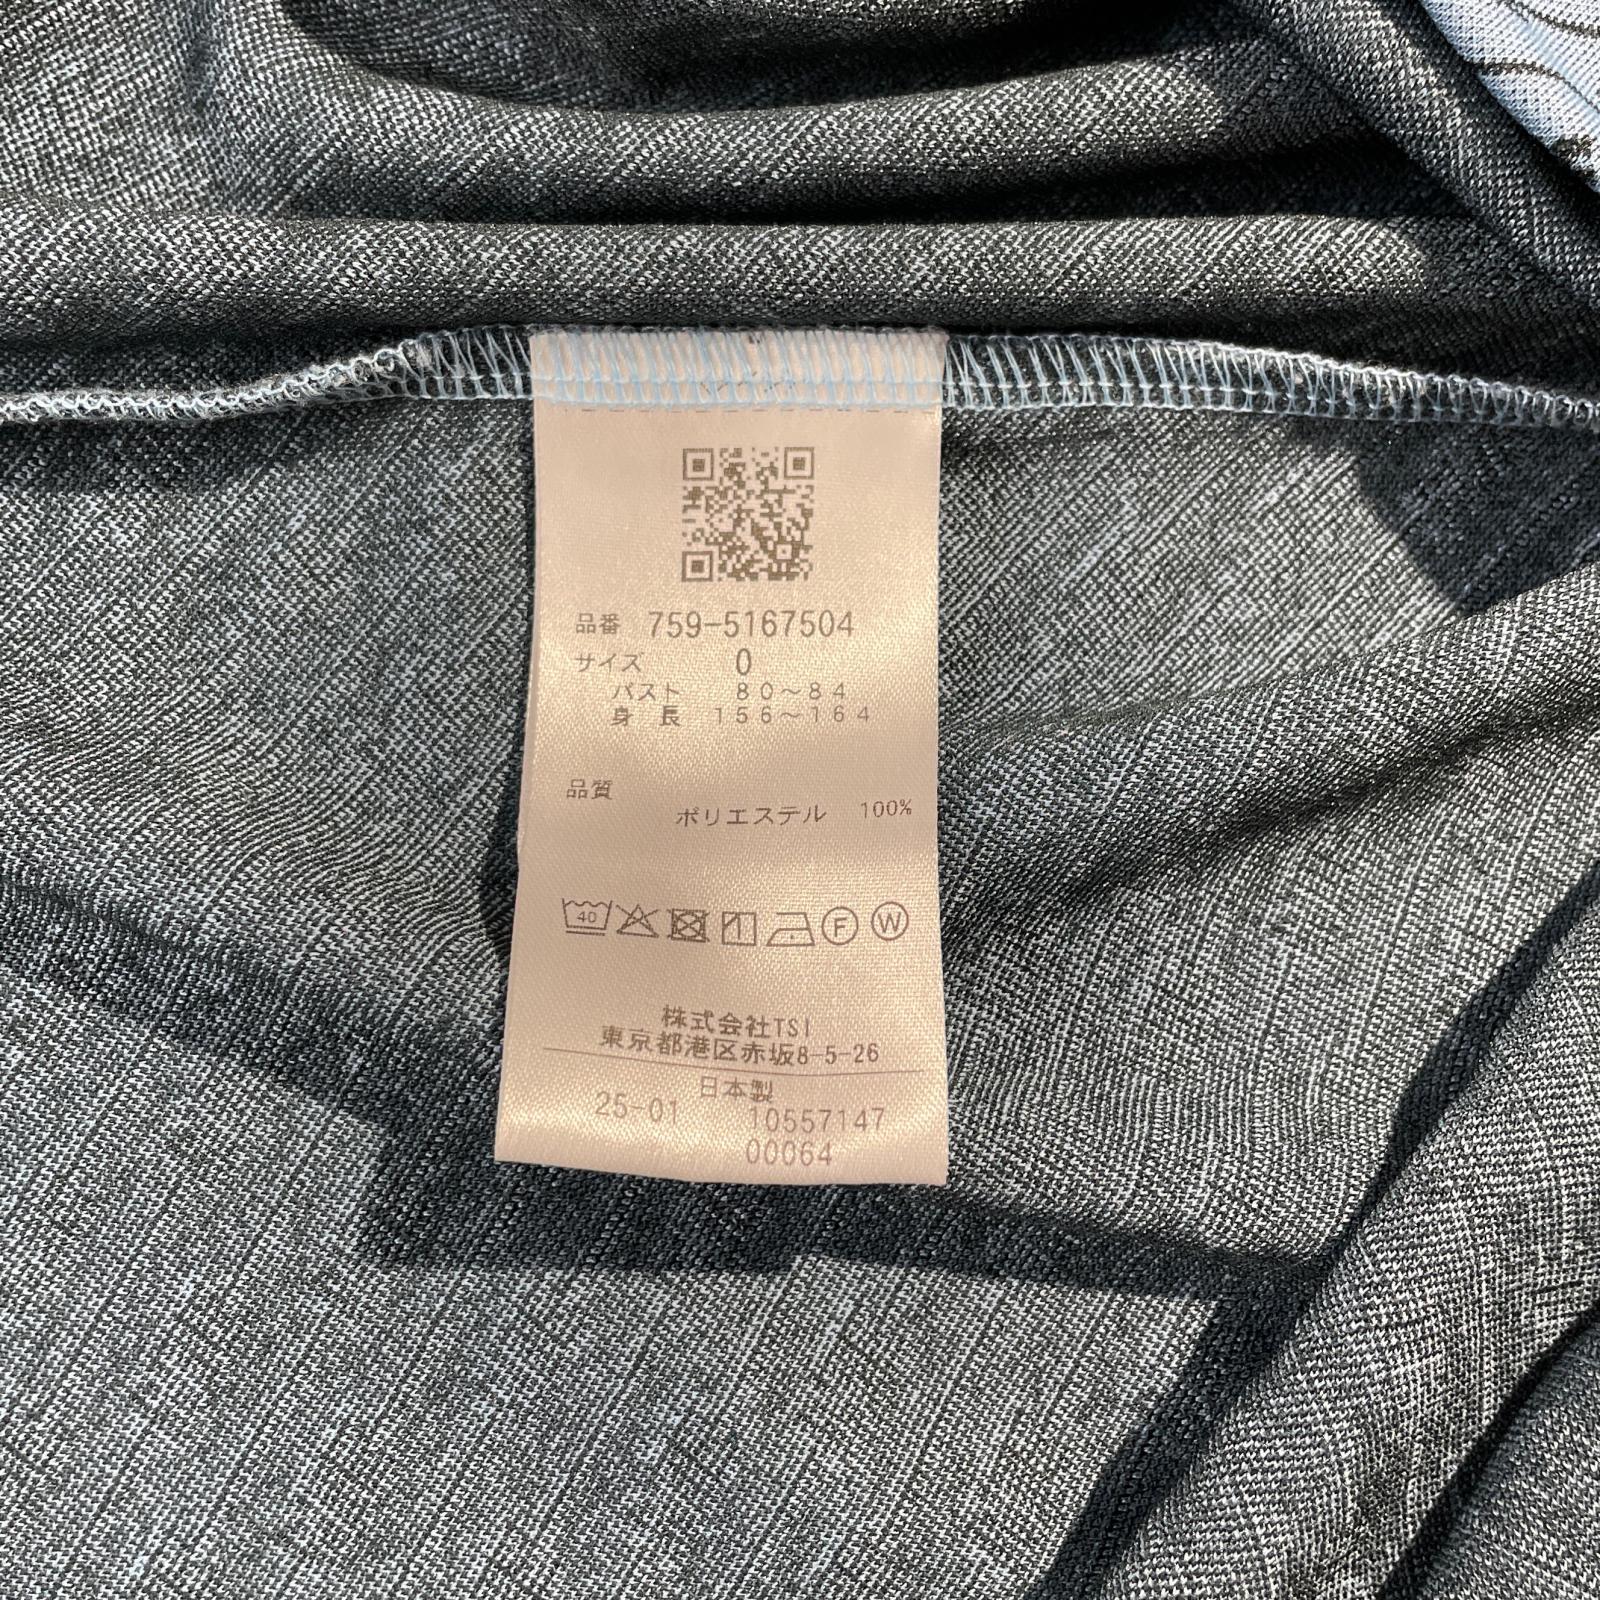 品番 759-5167504
サイズ 0
バスト 80~84
身長 156~164
品質
ポリエステル 100%
40 F W
株式会社TSI
東京都港区赤坂8-5-26
日本製
25-01 10557147
00064